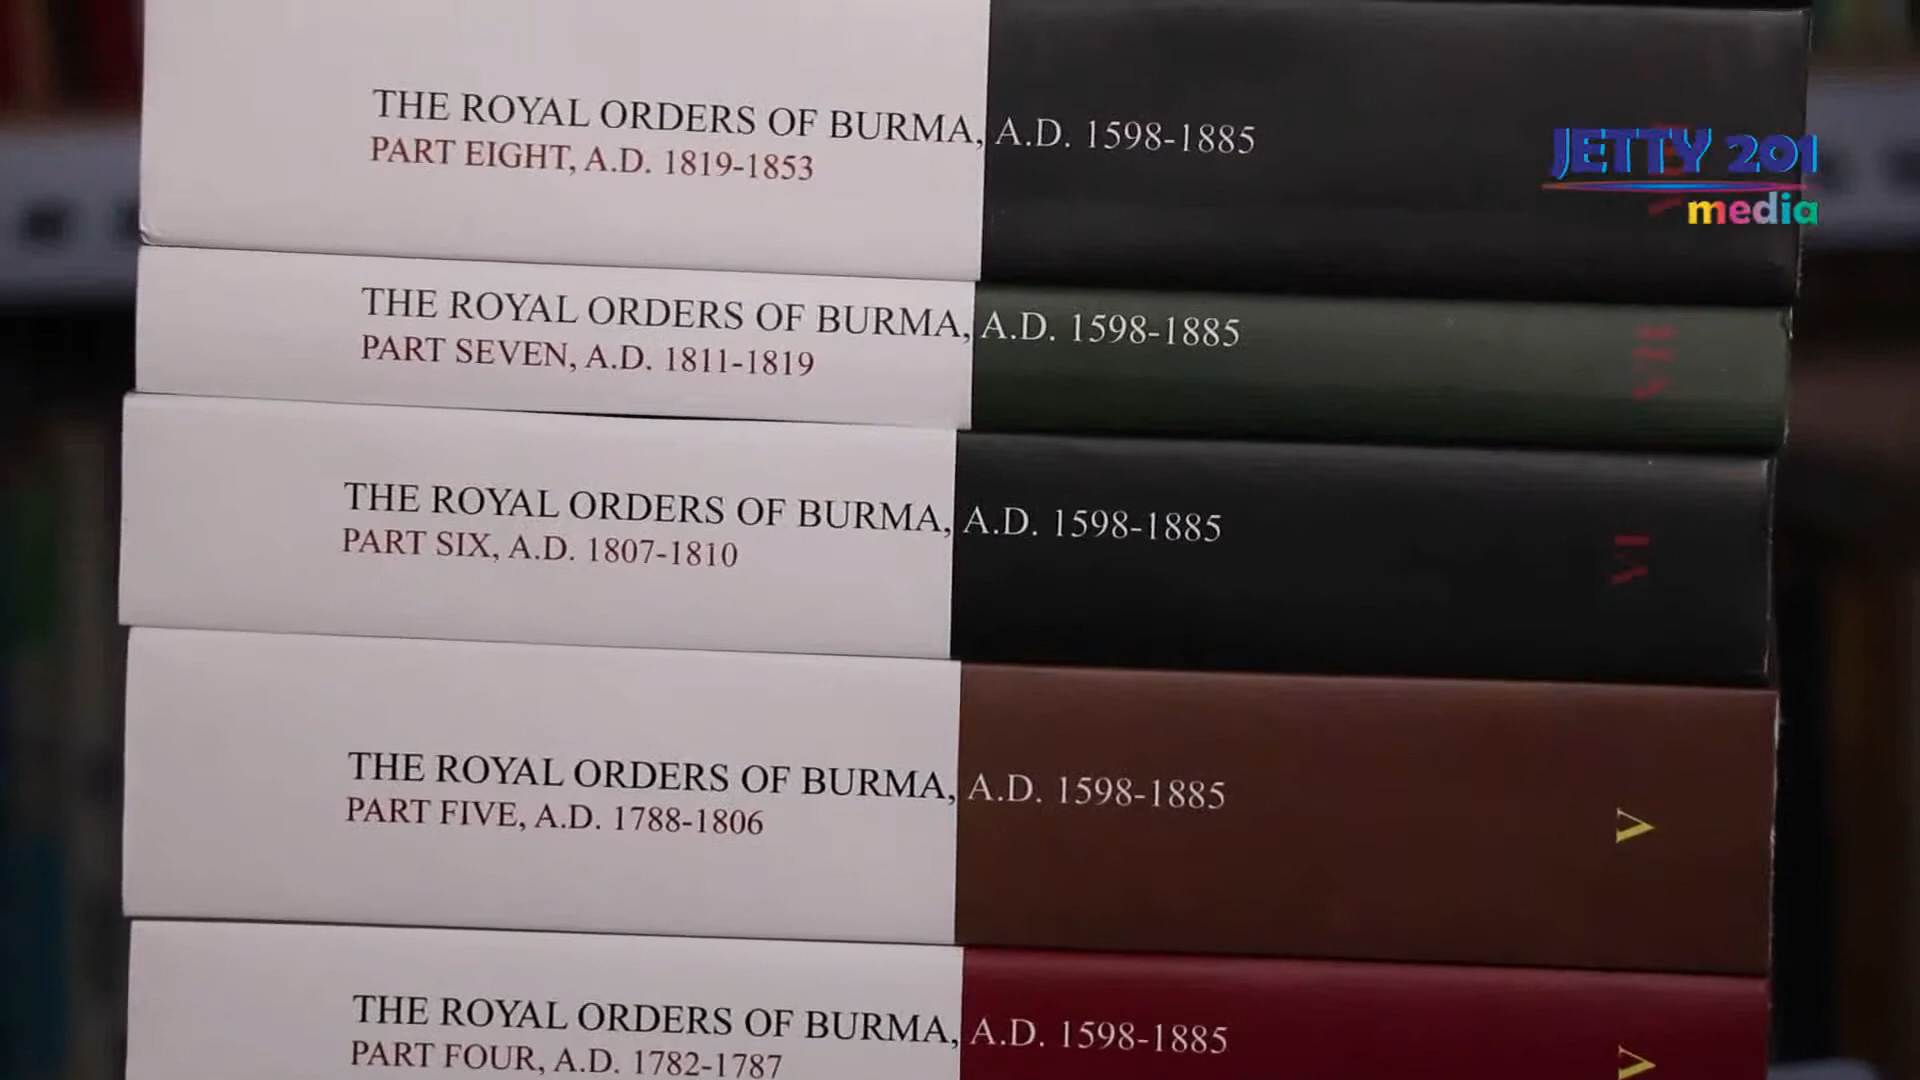 THE ROYAL ORDERS OF BURMA, A.D. 1598-1885
PART EIGHT, A.D. 1819-1853
JETTY 201
media
THE ROYAL ORDERS OF BURMA, A.D. 1598-1885
PART SEVEN, A.D. 1811-1819
VII
THE ROYAL ORDERS OF BURMA, A.D. 1598-1885
PART SIX, A.D. 1807-1810
VI
THE ROYAL ORDERS OF BURMA, A.D. 1598-1885
PART FIVE, A.D. 1788-1806
V
THE ROYAL ORDERS OF BURMA, A.D. 1598-1885
PART FOUR, A.D. 1782-1787